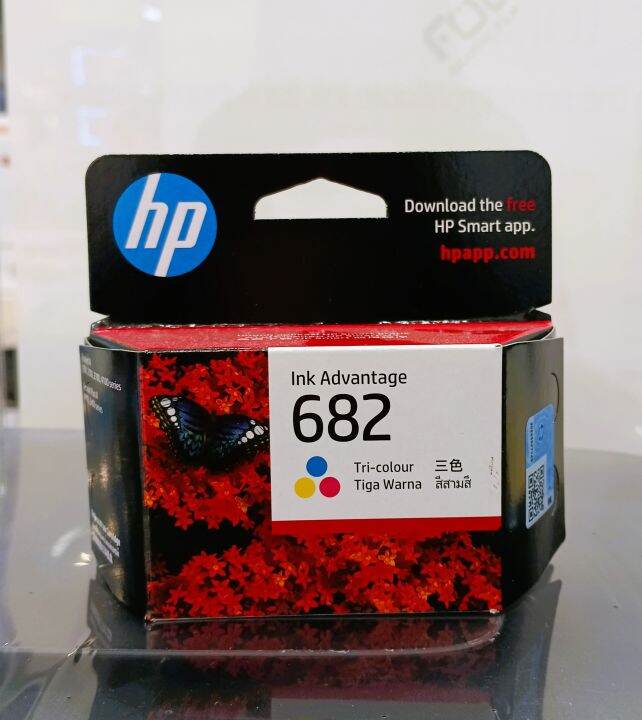 hp
Download the free
HP Smart app.
hpapp.com
Ink Advantage
682
Tri-colour 三色
Tiga Warna สีสามสี
series